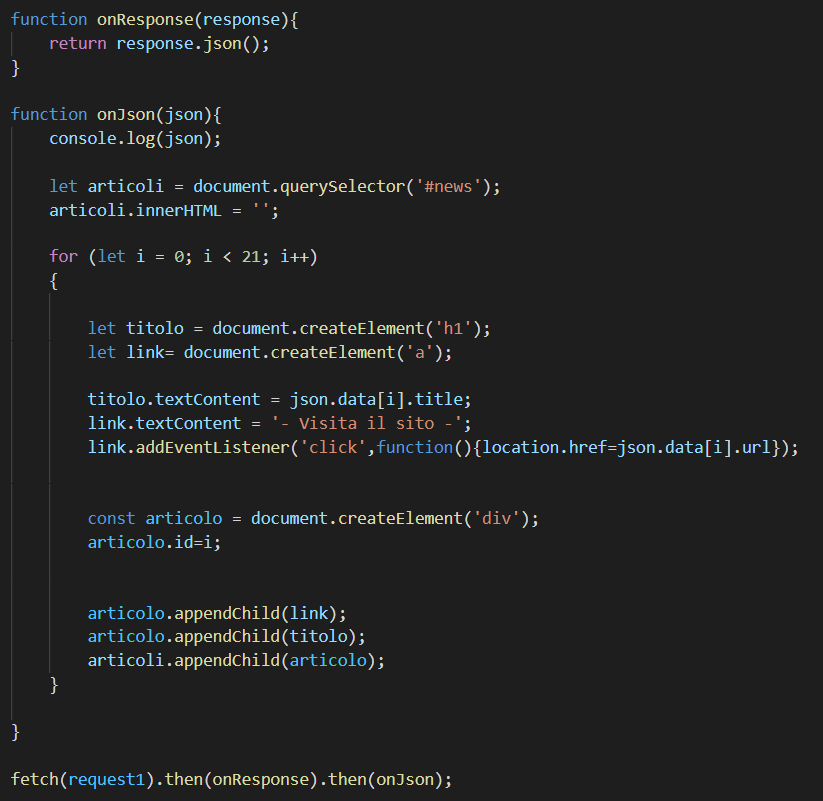 function onResponse(response){
    return response.json();
}

function onJson(json){
    console.log(json);

    let articoli = document.querySelector('#news');
    articoli.innerHTML = '';

    for (let i = 0; i < 21; i++)
    {

        let titolo = document.createElement('h1');
        let link= document.createElement('a');

        titolo.textContent = json.data[i].title;
        link.textContent = '- Visita il sito -';
        link.addEventListener('click',function(){location.href=json.data[i].url});


        const articolo = document.createElement('div');
        articolo.id=i;


        articolo.appendChild(link);
        articolo.appendChild(titolo);
        articoli.appendChild(articolo);
    }

}

fetch(request1).then(onResponse).then(onJson);